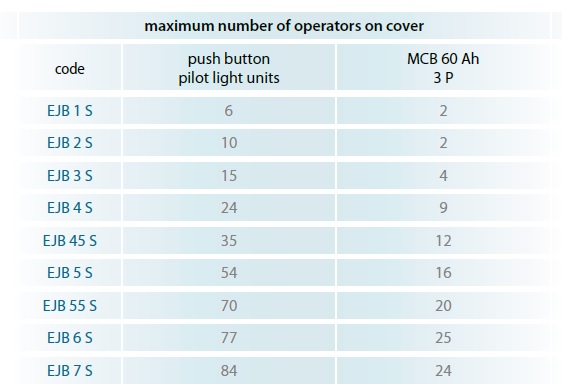 maximum number of operators on cover
code
push button
pilot light units
MCB 60 Ah
3 P
EJB 1 S 6 2
EJB 2 S 10 2
EJB 3 S 15 4
EJB 4 S 24 9
EJB 45 S 35 12
EJB 5 S 54 16
EJB 55 S 70 20
EJB 6 S 77 25
EJB 7 S 84 24